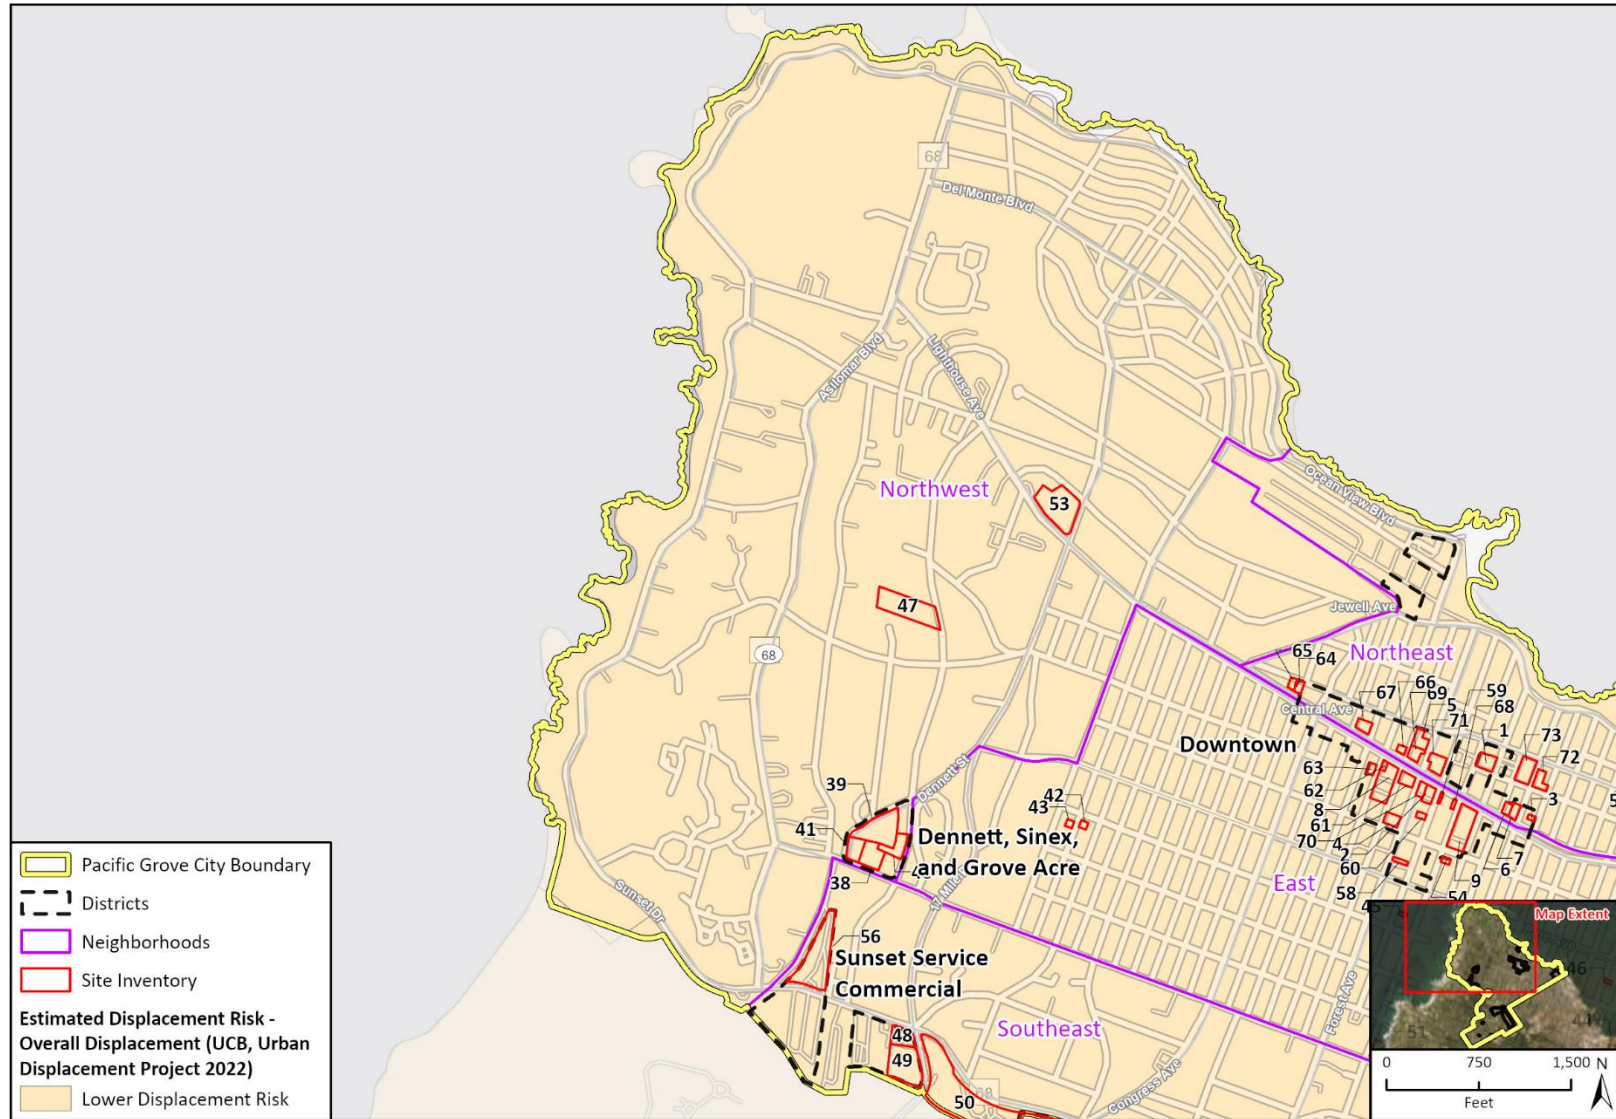 68
Del Monte Blvd
Asilomar Blvd
Lighthouse Ave
Northwest
53
Ocean View Blvd
47
Jewell Ave
68
Northeast
65
64
66
59
67
69
68
5
Central Ave
71
1
73
Downtown
72
63
62
3
8
61
70
4
2
60
7
6
58
9
54
Dennett St
39
42
43
41
Dennett, Sinex,
and Grove Acre
38
17 Mile
East
45
Sunset Dr
56
Sunset Service
Commercial
Southeast
48
49
50
68
Congress Ave
Forest Ave
Pacific Grove City Boundary
Districts
Neighborhoods
Site Inventory
Estimated Displacement Risk -
Overall Displacement (UCB, Urban
Displacement Project 2022)
Lower Displacement Risk
Map Extent
46
44
51
0 750 1,500
Feet
N